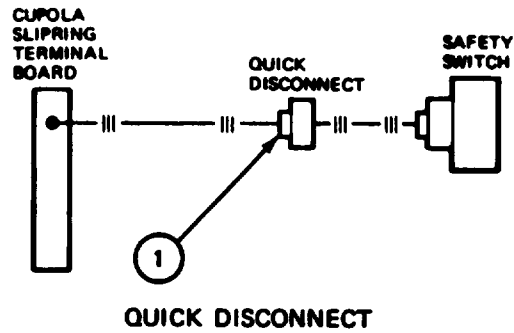 CUPOLA
SLIPRING
TERMINAL
BOARD
QUICK
DISCONNECT
SAFETY
SWITCH
1
QUICK DISCONNECT